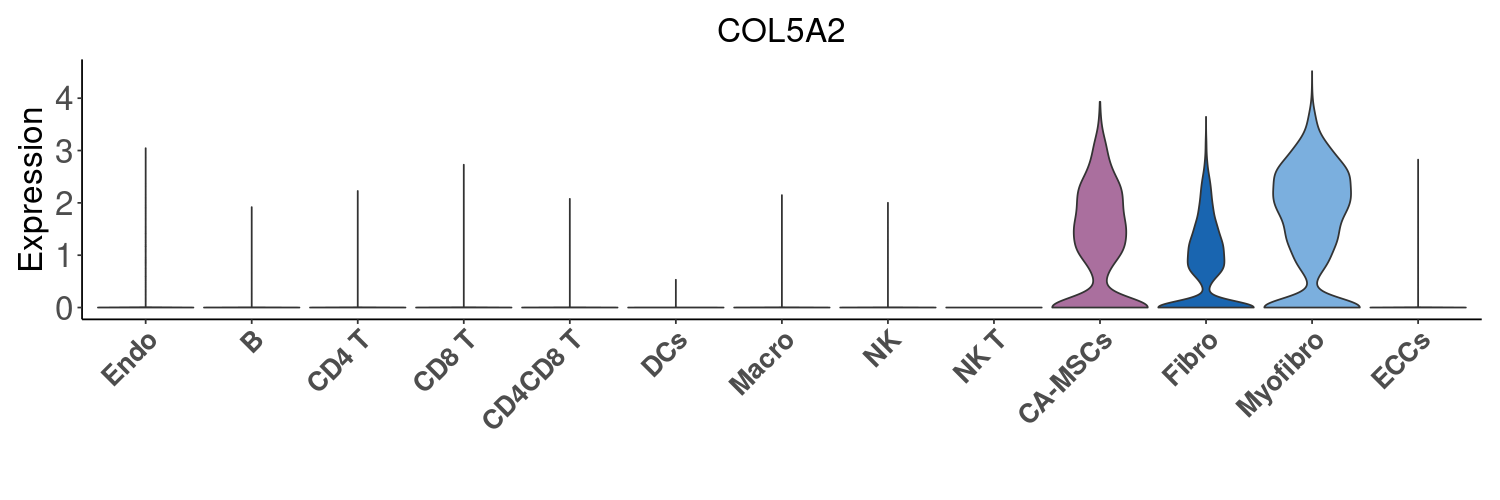 COL5A2
Expression
4
3
2
1
0
Endo
B
CD4 T
CD8 T
CD4CD8 T
DCs
Macro
NK
NK T
CA-MSCs
Fibro
Myofibro
ECCs